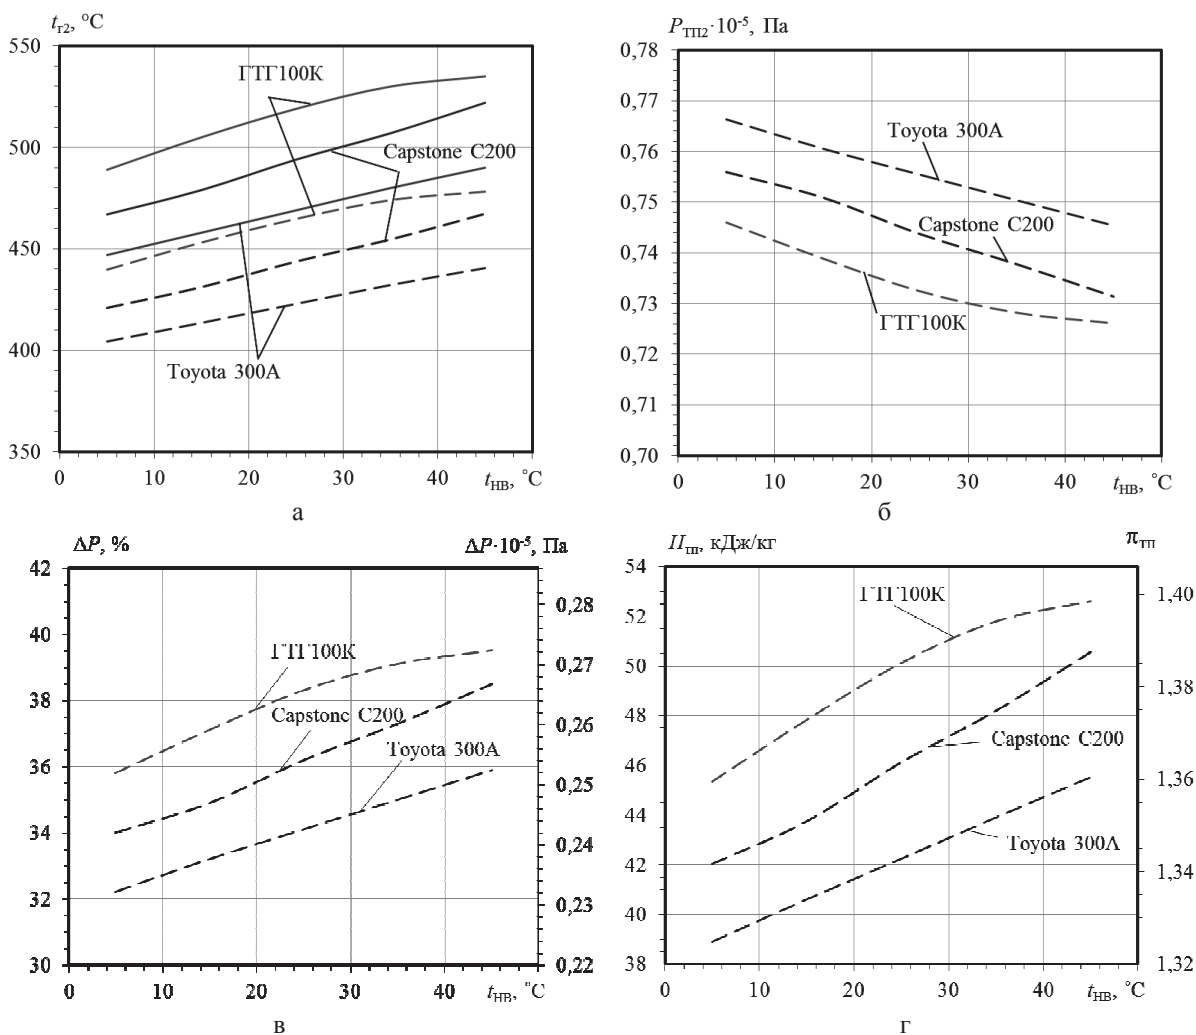 t_г2, °C
550
500
450
400
350
0 10 20 30 40 t_НВ, °C
ГТГ100К
Capstone C200
Toyota 300A
а
P_ТП2·10⁻⁵, Па
0,78
0,77
0,76
0,75
0,74
0,73
0,72
0,71
0,70
0 10 20 30 40 t_НВ, °C
Toyota 300A
Capstone C200
ГТГ100К
б
ΔP, %
ΔP·10⁻⁵, Па
42
40
38
36
34
32
30
0,28
0,27
0,26
0,25
0,24
0,23
0,22
0 10 20 30 40 t_НВ, °C
ГТГ100К
Capstone C200
Toyota 300A
в
H_тп, кДж/кг
π_ТП
54
52
50
48
46
44
42
40
38
1,40
1,38
1,36
1,34
1,32
0 10 20 30 40 t_НВ, °C
ГТГ100К
Capstone C200
Toyota 300A
г